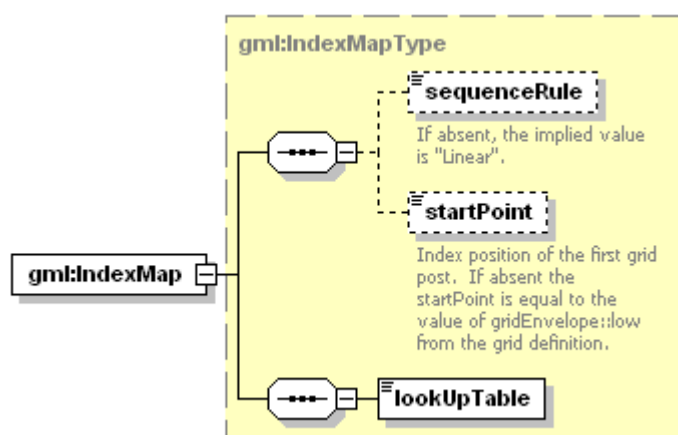 gml:IndexMapType
sequenceRule
If absent, the implied value
is "Linear".
startPoint
Index position of the first grid
post. If absent the
startPoint is equal to the
value of gridEnvelope::low
from the grid definition.
gml:IndexMap
lookUpTable